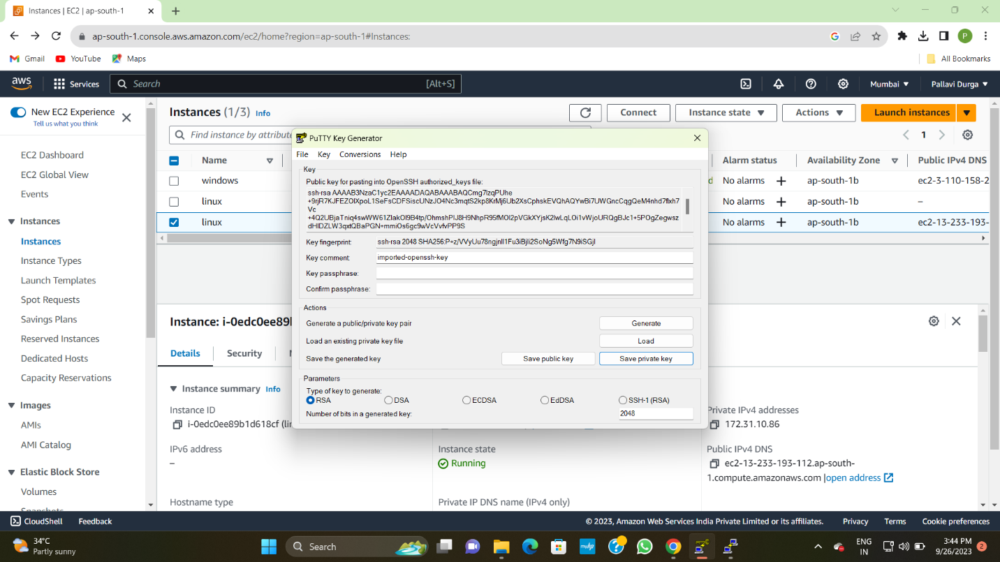 Instances | EC2 | ap-south-1
ap-south-1.console.aws.amazon.com/ec2/home?region=ap-south-1#Instances:
P
Gmail
YouTube
Maps
All Bookmarks
aws
Services
Search
[Alt+S]
Mumbai
Pallavi Durga
New EC2 Experience
Tell us what you think
EC2 Dashboard
EC2 Global View
Events
Instances
Instances
Instance Types
Launch Templates
Spot Requests
Savings Plans
Reserved Instances
Dedicated Hosts
Capacity Reservations
Images
AMIs
AMI Catalog
Elastic Block Store
Volumes
Snapshots
Instances (1/3) Info
Connect
Instance state
Actions
Launch instances
Find instance by attribute
1
Name
Alarm status
Availability Zone
Public IPv4 DNS
windows
No alarms
ap-south-1b
ec2-3-110-158-2
linux
No alarms
ap-south-1b
–
linux
No alarms
ap-south-1b
ec2-13-233-193-
PuTTY Key Generator
File Key Conversions Help
Key
Public key for pasting into OpenSSH authorized_keys file:
ssh-rsa AAAAB3NzaC1yc2EAAAADAQABAAABAQCmg7lzqPUhe
+9rjR7KJFEZOlXpoL1SeFsCDFSiscUNzJO4Nc3mqtS2kp8KrMj6Ub2XsCphskEVQhAQYwBi7UWGncCqgQeM4nhd7flxh7
Vc
+4Q2UBjaTniq4swWW61ZlakOl9B4tp/OhmshPlJ8H9NhpR95fMOl2pVGkXYjsK2lwLqLOi1vWjoURQgBJc1+5POgZegwsz
dHlDZLW3qxtQBaPGN+mmiOs6gc9wVcVvfvPP9S
Key fingerprint:
ssh-rsa 2048 SHA256:P+z/VVyUu78ngjnll1Fu3iBjli2SoNg5Wfg7N9iSGjI
Key comment:
imported-openssh-key
Key passphrase:
Confirm passphrase:
Actions
Generate a public/private key pair
Generate
Load an existing private key file
Load
Save the generated key
Save public key
Save private key
Parameters
Type of key to generate:
RSA
DSA
ECDSA
EdDSA
SSH-1 (RSA)
Number of bits in a generated key:
2048
Instance: i-0edc0ee89b
Details
Security
Instance summary Info
Instance ID
i-0edc0ee89b1d618cf (li
Private IPv4 addresses
172.31.10.86
IPv6 address
–
Instance state
Running
Public IPv4 DNS
ec2-13-233-193-112.ap-south-
1.compute.amazonaws.com |open address
Hostname type
Private IP DNS name (IPv4 only)
CloudShell
Feedback
© 2023, Amazon Web Services India Private Limited or its affiliates.
Privacy
Terms
Cookie preferences
34°C
Partly sunny
Search
myhp
ENG
IN
3:44 PM
9/26/2023
2